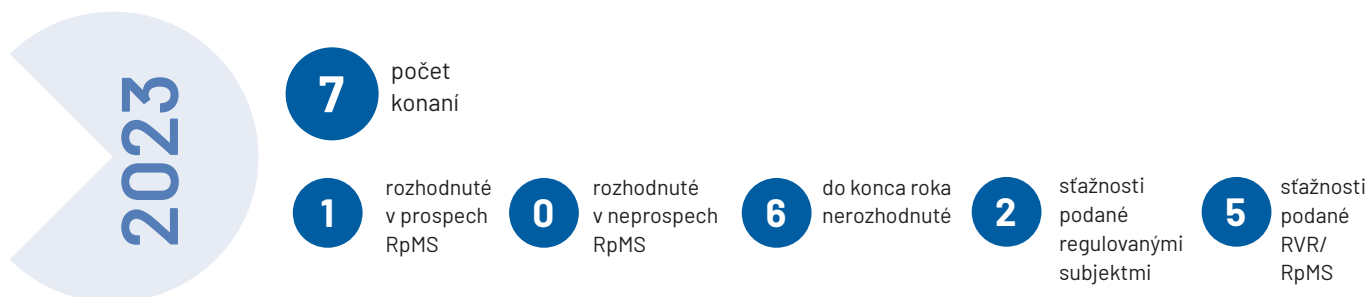 2023
7
počet
konaní
1
rozhodnuté
v prospech
RpMS
0
rozhodnuté
v neprospech
RpMS
6
do konca roka
nerozhodnuté
2
sťažnosti
podané
regulovanými
subjektmi
5
sťažnosti
podané
RVR/
RpMS